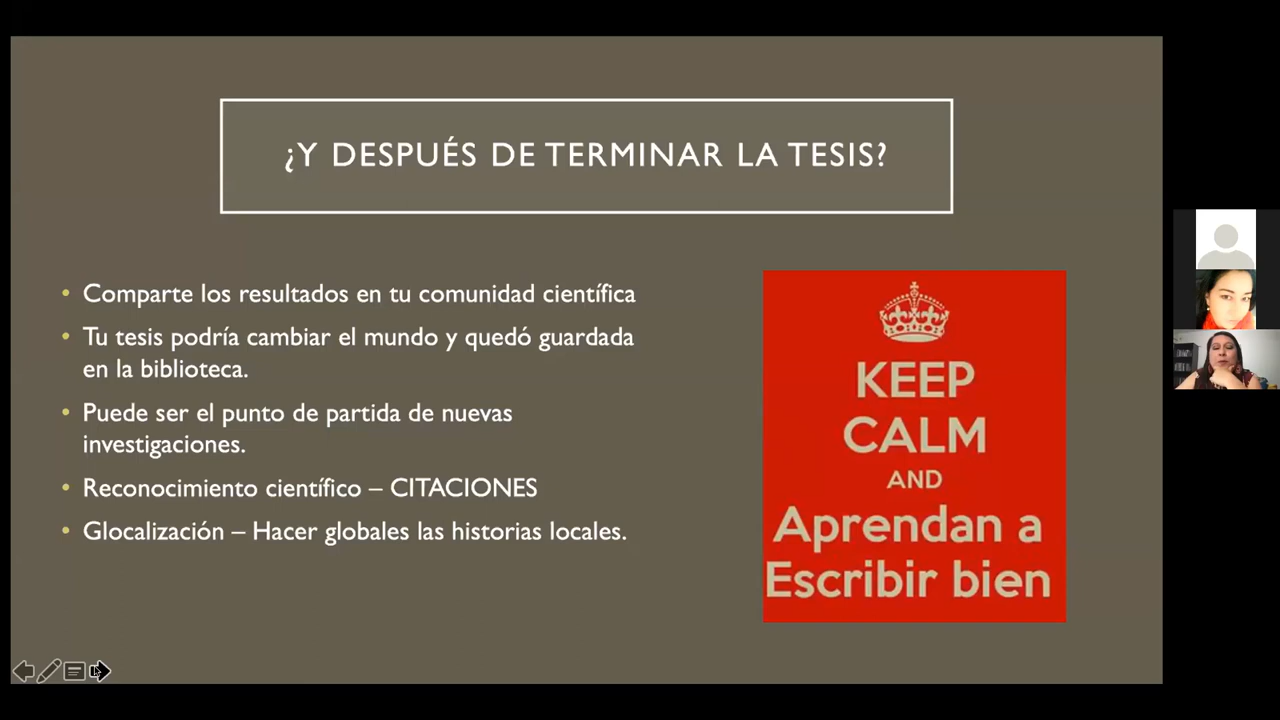 ¿Y DESPUÉS DE TERMINAR LA TESIS?
• Comparte los resultados en tu comunidad científica
• Tu tesis podría cambiar el mundo y quedó guardada
en la biblioteca.
• Puede ser el punto de partida de nuevas
investigaciones.
• Reconocimiento científico – CITACIONES
• Glocalización – Hacer globales las historias locales.
KEEP
CALM
AND
Aprendan a
Escribir bien